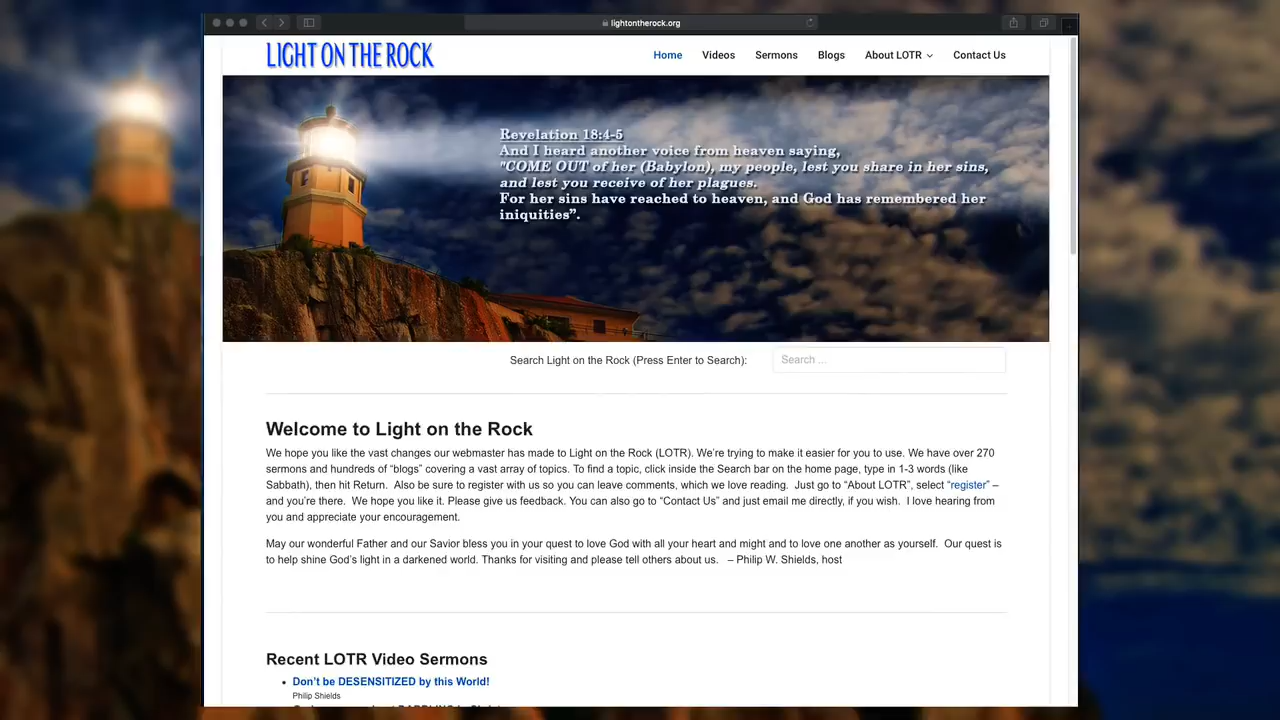 lightontherock.org
LIGHT ON THE ROCK
Home Videos Sermons Blogs About LOTR Contact Us
Revelation 18:4-5
And I heard another voice from heaven saying,
"COME OUT of her (Babylon), my people, lest you share in her sins,
and lest you receive of her plagues.
For her sins have reached to heaven, and God has remembered her
iniquities”.
Search Light on the Rock (Press Enter to Search): Search ...
Welcome to Light on the Rock
We hope you like the vast changes our webmaster has made to Light on the Rock (LOTR). We’re trying to make it easier for you to use. We have over 270
sermons and hundreds of “blogs” covering a vast array of topics. To find a topic, click inside the Search bar on the home page, type in 1-3 words (like
Sabbath), then hit Return. Also be sure to register with us so you can leave comments, which we love reading. Just go to “About LOTR”, select “register” –
and you’re there. We hope you like it. Please give us feedback. You can also go to “Contact Us” and just email me directly, if you wish. I love hearing from
you and appreciate your encouragement.
May our wonderful Father and our Savior bless you in your quest to love God with all your heart and might and to love one another as yourself. Our quest is
to help shine God’s light in a darkened world. Thanks for visiting and please tell others about us. – Philip W. Shields, host
Recent LOTR Video Sermons
Don’t be DESENSITIZED by this World!
Philip Shields